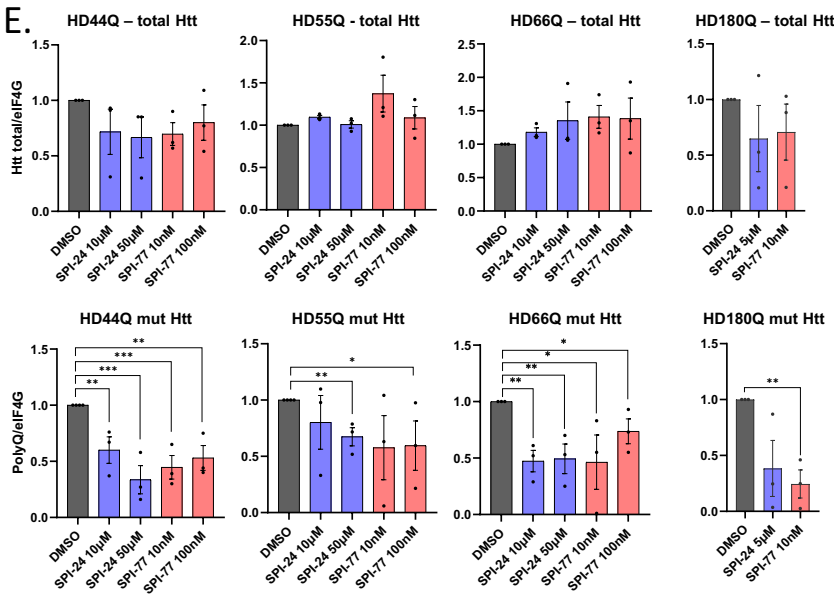 E.
HD44Q – total Htt
Htt total/eIF4G
1.5
1.0
0.5
0.0
DMSO
SPI-24 10µM
SPI-24 50µM
SPI-77 10nM
SPI-77 100nM
HD55Q - total Htt
2.0
1.5
1.0
0.5
0.0
DMSO
SPI-24 10µM
SPI-24 50µM
SPI-77 10nM
SPI-77 100nM
HD66Q – total Htt
2.5
2.0
1.5
1.0
0.5
0.0
DMSO
SPI-24 10µM
SPI-24 50µM
SPI-77 10nM
SPI-77 100nM
HD180Q – total Htt
1.5
1.0
0.5
0.0
DMSO
SPI-24 5µM
SPI-77 10nM
HD44Q mut Htt
PolyQ/eIF4G
1.5
1.0
0.5
0.0
**
***
***
**
DMSO
SPI-24 10µM
SPI-24 50µM
SPI-77 10nM
SPI-77 100nM
HD55Q mut Htt
1.5
1.0
0.5
0.0
*
**
DMSO
SPI-24 10µM
SPI-24 50µM
SPI-77 10nM
SPI-77 100nM
HD66Q mut Htt
1.5
1.0
0.5
0.0
*
*
**
**
DMSO
SPI-24 10µM
SPI-24 50µM
SPI-77 10nM
SPI-77 100nM
HD180Q mut Htt
1.5
1.0
0.5
0.0
**
DMSO
SPI-24 5µM
SPI-77 10nM